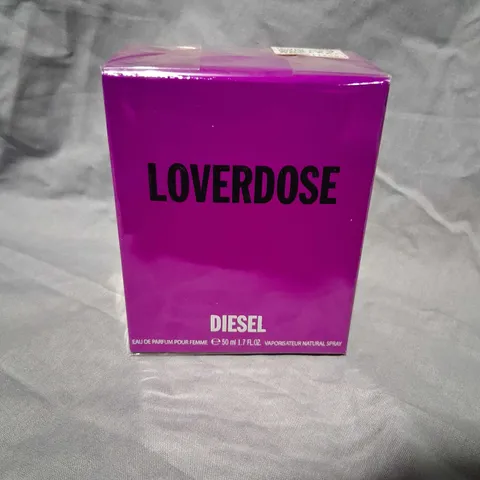 LOVERDOSE
DIESEL
EAU DE PARFUM POUR FEMME ℮ 50 ml 1.7 FL.OZ. VAPORISATEUR NATURAL SPRAY